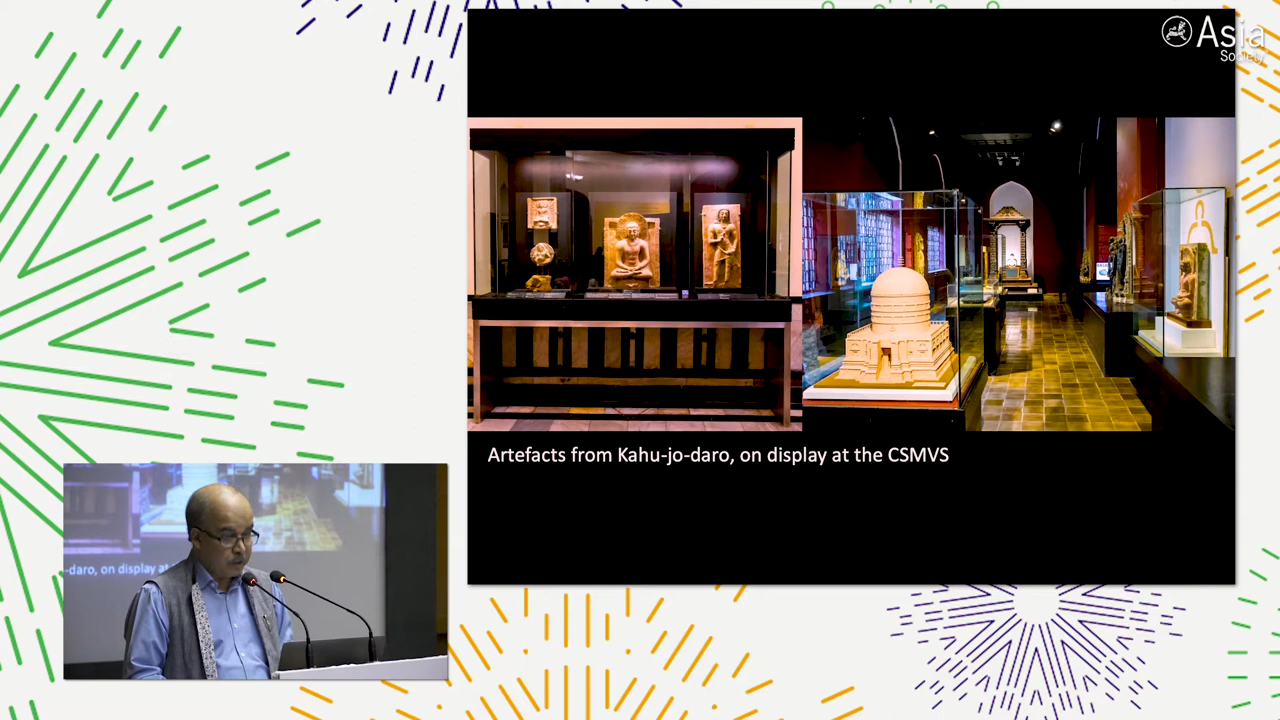 Asia
Society
Artefacts from Kahu-jo-daro, on display at the CSMVS
-daro, on display at